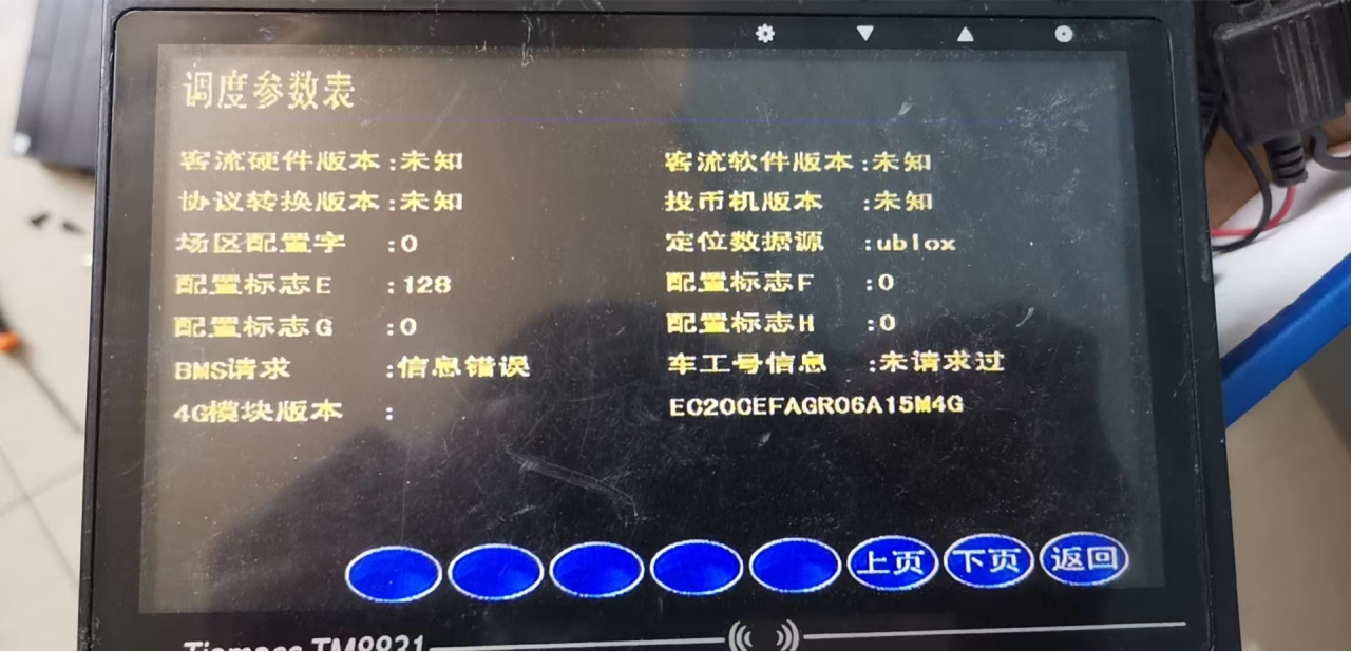 调度参数表
客流硬件版本:未知 客流软件版本:未知
协议转换版本:未知 投币机版本 :未知
场区配置字 :0 定位数据源 :ublox
配置标志E :128 配置标志F :0
配置标志G :0 配置标志H :0
BMS请求 :信息错误 车工号信息 :未请求过
4G模块版本 : EC20CEFAGR06A15M4G
上页 下页 返回